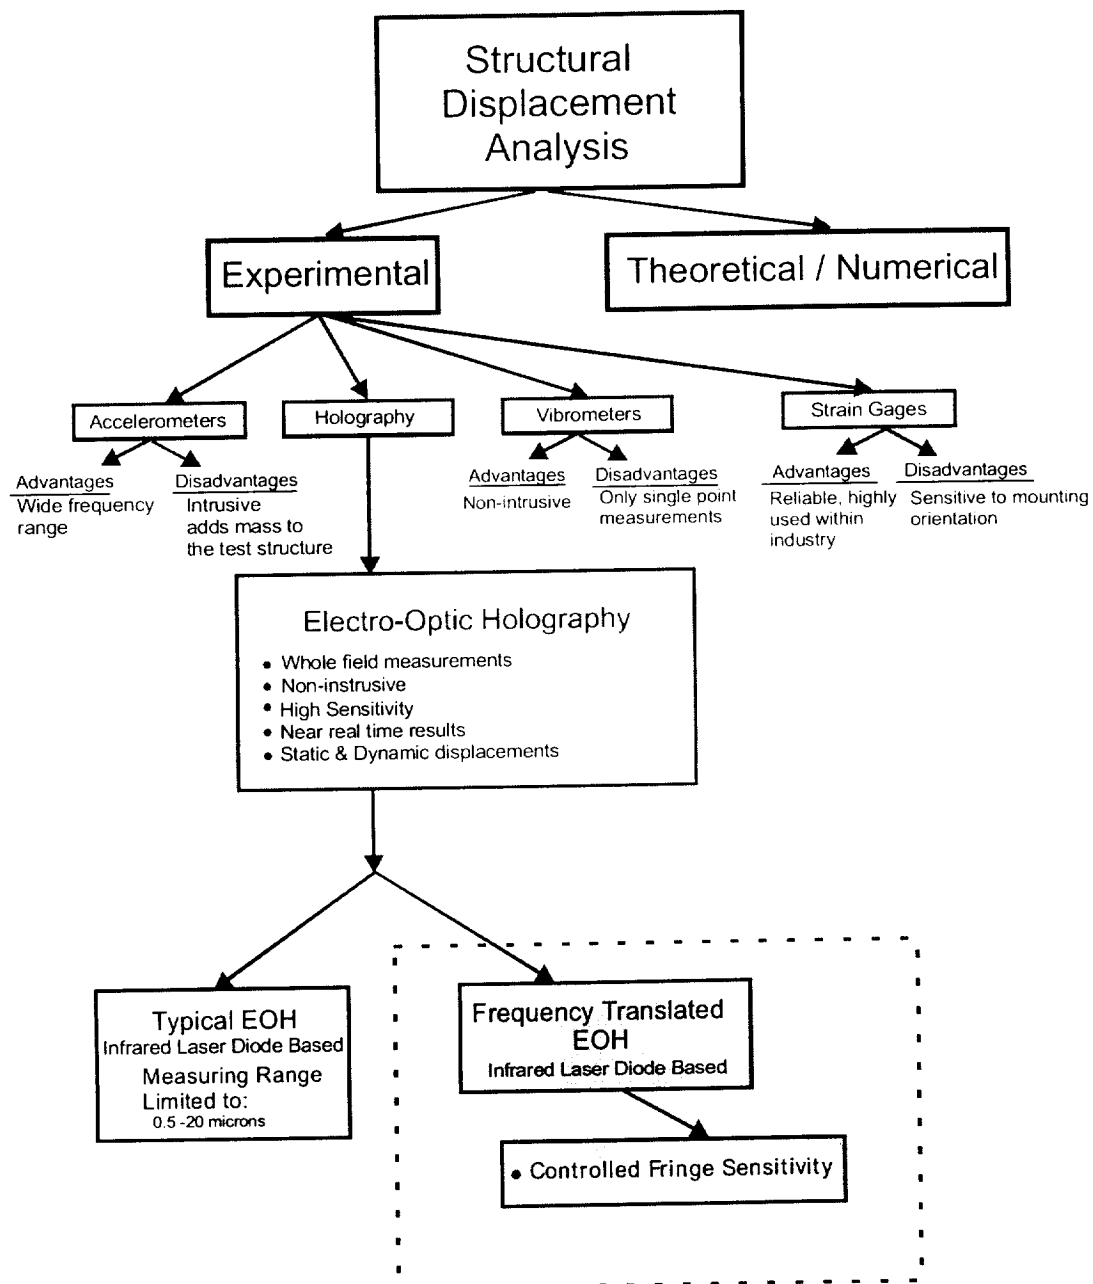 Structural
Displacement
Analysis
Experimental
Theoretical / Numerical
Accelerometers
Holography
Vibrometers
Strain Gages
Advantages
Wide frequency
range
Disadvantages
Intrusive
adds mass to
the test structure
Advantages
Non-intrusive
Disadvantages
Only single point
measurements
Advantages
Reliable, highly
used within
industry
Disadvantages
Sensitive to mounting
orientation
Electro-Optic Holography
• Whole field measurements
• Non-instrusive
• High Sensitivity
• Near real time results
• Static & Dynamic displacements
Typical EOH
Infrared Laser Diode Based
Measuring Range
Limited to:
0.5 -20 microns
Frequency Translated
EOH
Infrared Laser Diode Based
• Controlled Fringe Sensitivity